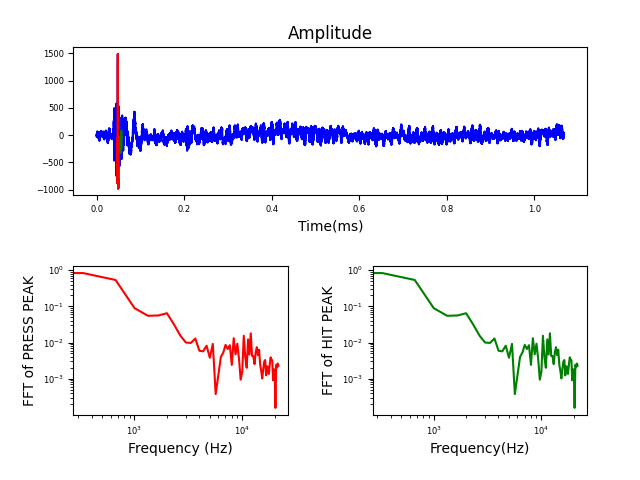 Amplitude
1500
1000
500
0
−500
−1000
0.0 0.2 0.4 0.6 0.8 1.0
Time(ms)
FFT of PRESS PEAK
10^0
10^-1
10^-2
10^-3
10^3 10^4
Frequency (Hz)
FFT of HIT PEAK
10^0
10^-1
10^-2
10^-3
10^3 10^4
Frequency(Hz)